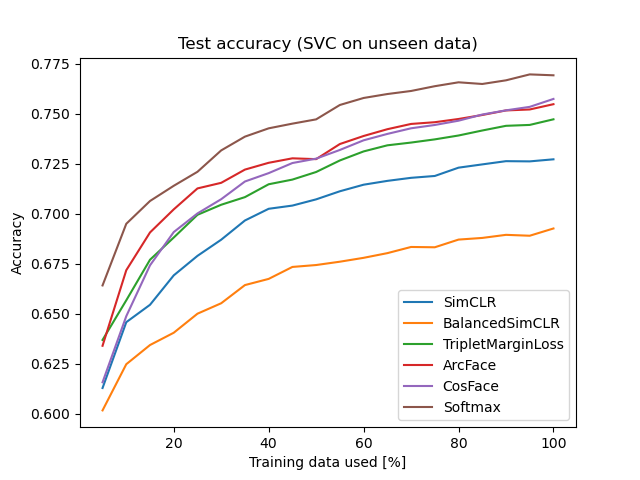 Test accuracy (SVC on unseen data)
0.775
0.750
0.725
0.700
0.675
0.650
0.625
0.600
Accuracy
SimCLR
BalancedSimCLR
TripletMarginLoss
ArcFace
CosFace
Softmax
20
40
60
80
100
Training data used [%]